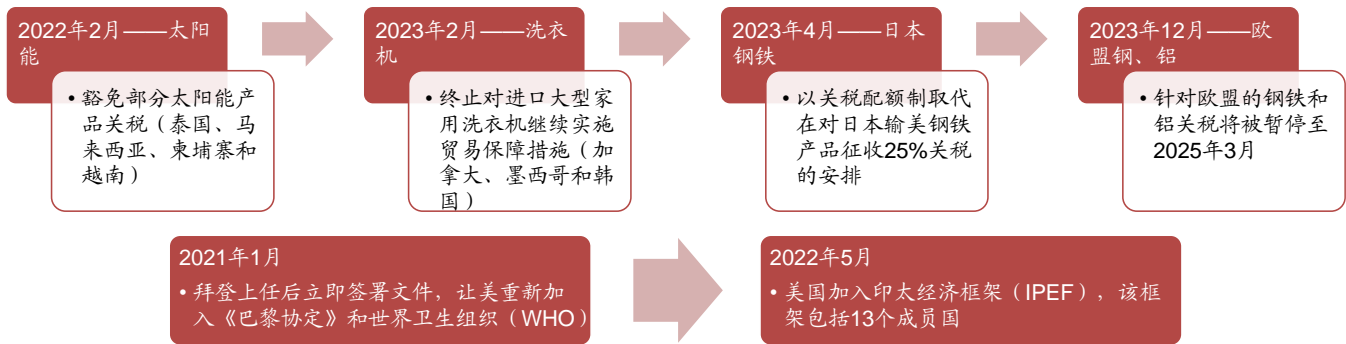 2022年2月——太阳
能
• 豁免部分太阳能产
品关税（泰国、马
来西亚、柬埔寨和
越南）
2023年2月——洗衣
机
• 终止对进口大型家
用洗衣机继续实施
贸易保障措施（加
拿大、墨西哥和韩
国）
2023年4月——日本
钢铁
• 以关税配额制取代
在对日本输美钢铁
产品征收25%关税
的安排
2023年12月——欧
盟钢、铝
• 针对欧盟的钢铁和
铝关税将被暂停至
2025年3月
2021年1月
• 拜登上任后立即签署文件，让美重新加
入《巴黎协定》和世界卫生组织（WHO）
2022年5月
• 美国加入印太经济框架（IPEF），该框
架包括13个成员国